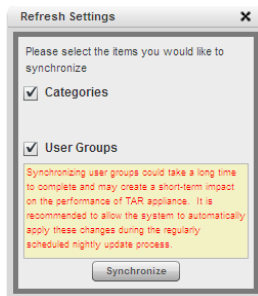 Refresh Settings
Please select the items you would like to
synchronize
Categories
User Groups
Synchronizing user groups could take a long time
to complete and may create a short-term impact
on the performance of TAR appliance. It is
recommended to allow the system to automatically
apply these changes during the regularly
scheduled nightly update process.
Synchronize